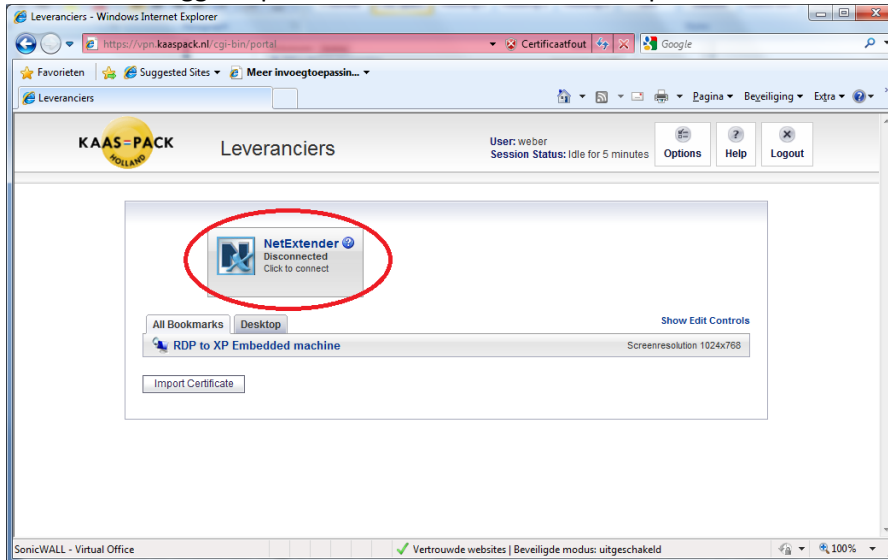 Leveranciers - Windows Internet Explorer
https://vpn.kaaspack.nl/cgi-bin/portal
Certificaatfout
Google
Favorieten
Suggested Sites
Meer invoegtoepassin...
Leveranciers
Pagina
Beveiliging
Extra
KAAS=PACK
HOLLAND
Leveranciers
User: weber
Session Status: Idle for 5 minutes
Options
Help
Logout
NetExtender
Disconnected
Click to connect
All Bookmarks
Desktop
Show Edit Controls
RDP to XP Embedded machine
Screenresolution 1024x768
Import Certificate
SonicWALL - Virtual Office
Vertrouwde websites | Beveiligde modus: uitgeschakeld
100%